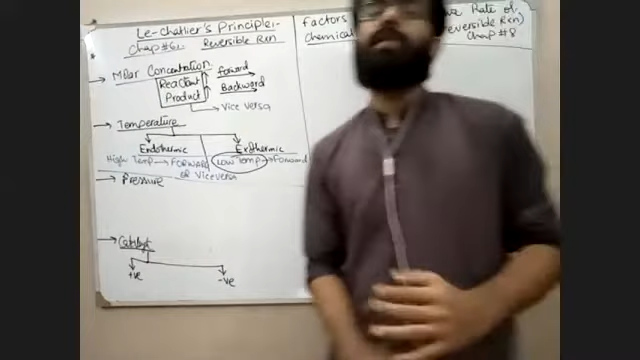 Le-chatlier's Principle:-
Chap #6: Reversible Rxn
Molar Concentration:
Reactant
Forward
Product
Backward
Vice Versa
Temperature
Endothermic
Exothermic
High Temp → FORWARD
Low Temp → Forward
OR Viceversa
Pressure
Catalyst
+ve
-ve
Factors
Rate of
Chemical
Reversible Rxn)
Chap #8